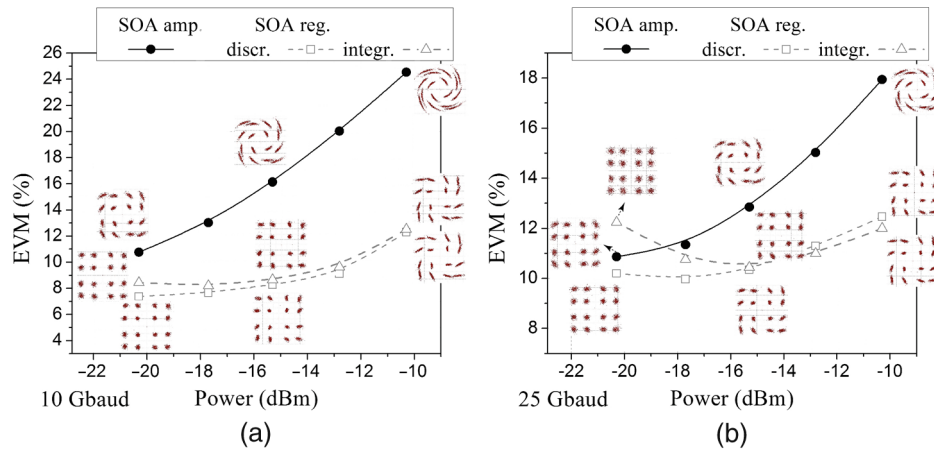 SOA amp. SOA reg.
discr. integr.
26
24
22
20
18
16
14
12
10
8
6
4
EVM (%)
−22 −20 −18 −16 −14 −12 −10
10 Gbaud Power (dBm)
(a)
SOA amp. SOA reg.
discr. integr.
18
16
14
12
10
8
EVM (%)
-22 -20 -18 -16 -14 -12 -10
25 Gbaud Power (dBm)
(b)